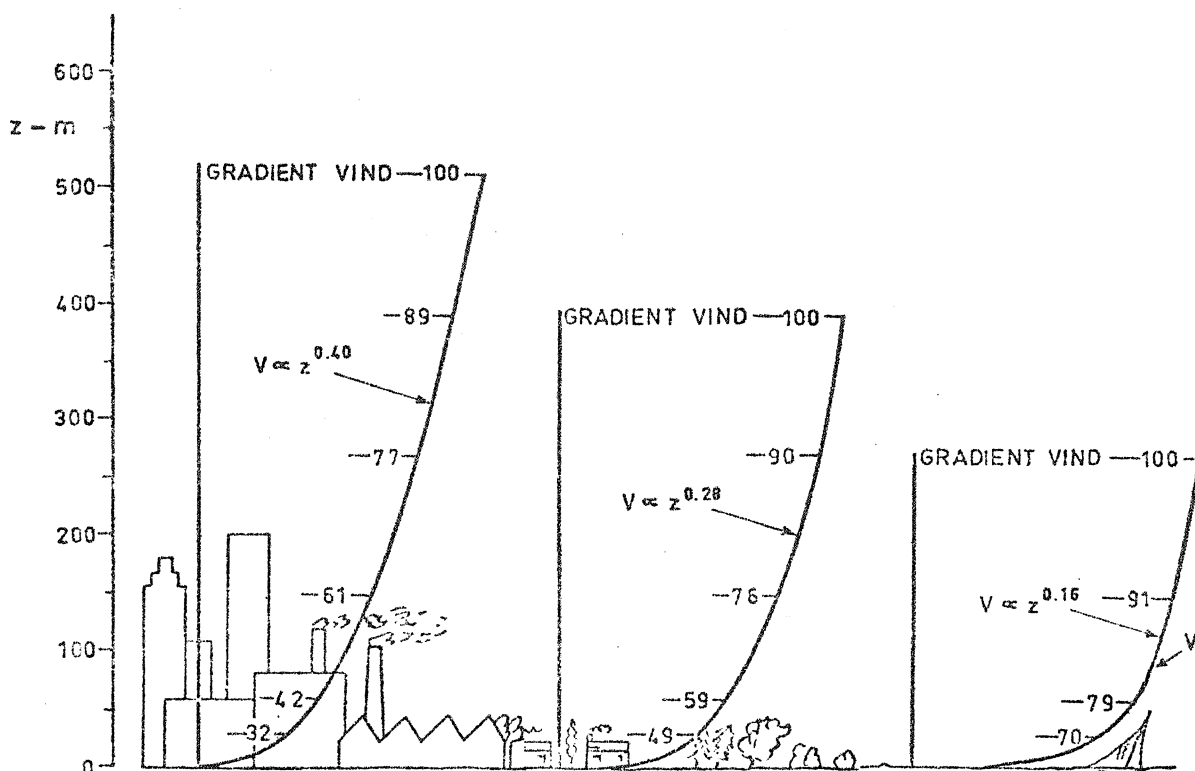 600
z – m
500
400
300
200
100
0
GRADIENT VIND —100
—89
V ∝ z^0.40
—77
—61
—42
—32
GRADIENT VIND —100
—90
V ∝ z^0.28
—76
—59
—49
GRADIENT VIND —100
V ∝ z^0.16
—91
V
—79
—70